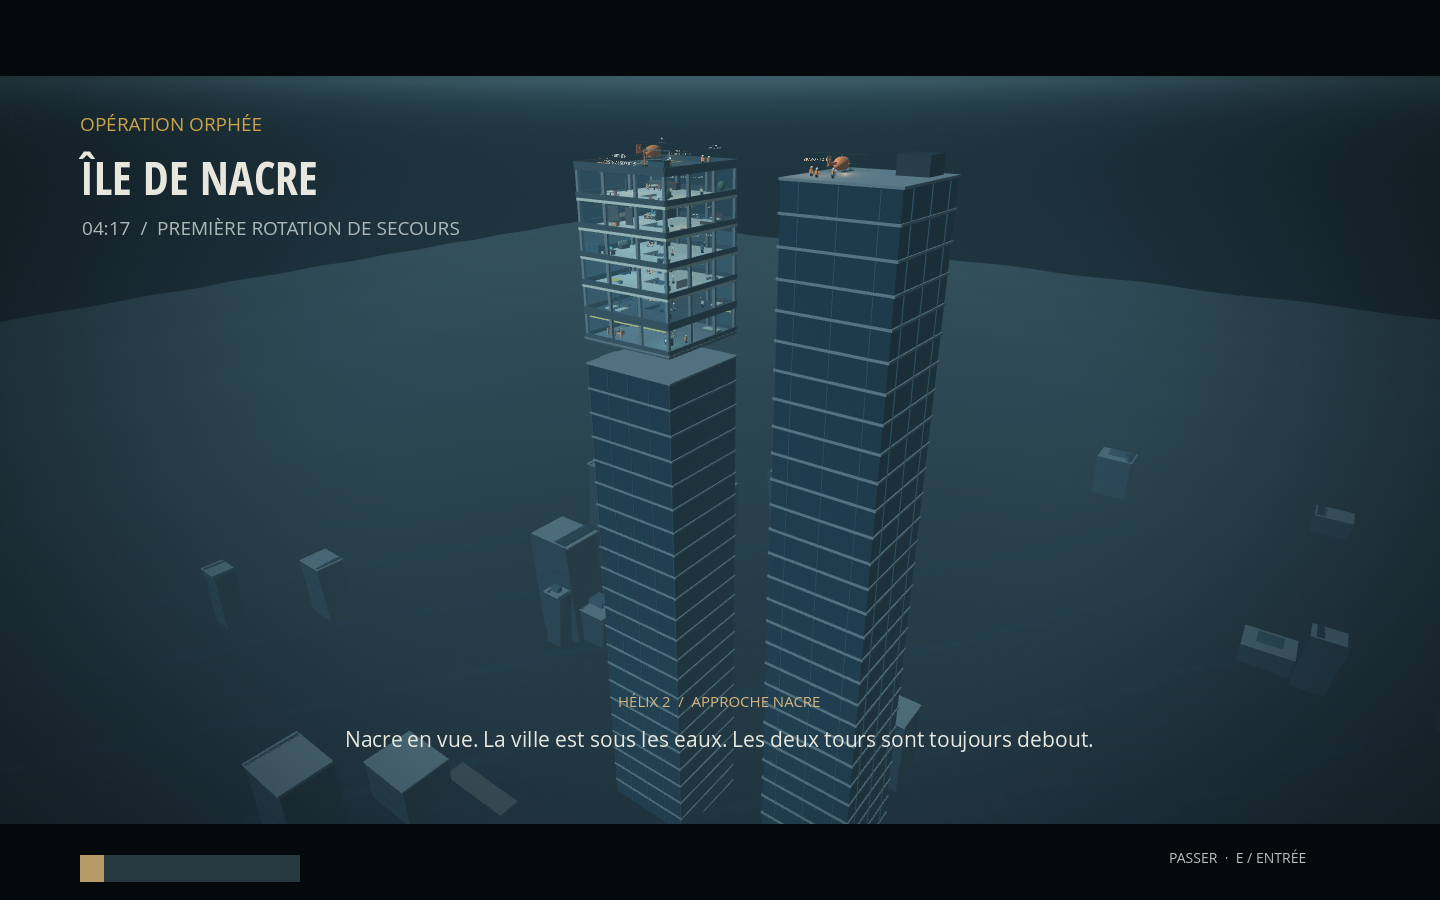 OPÉRATION ORPHÉE
ÎLE DE NACRE
04:17 / PREMIÈRE ROTATION DE SECOURS
HÉLIX 2 / APPROCHE NACRE
Nacre en vue. La ville est sous les eaux. Les deux tours sont toujours debout.
PASSER · E / ENTRÉE